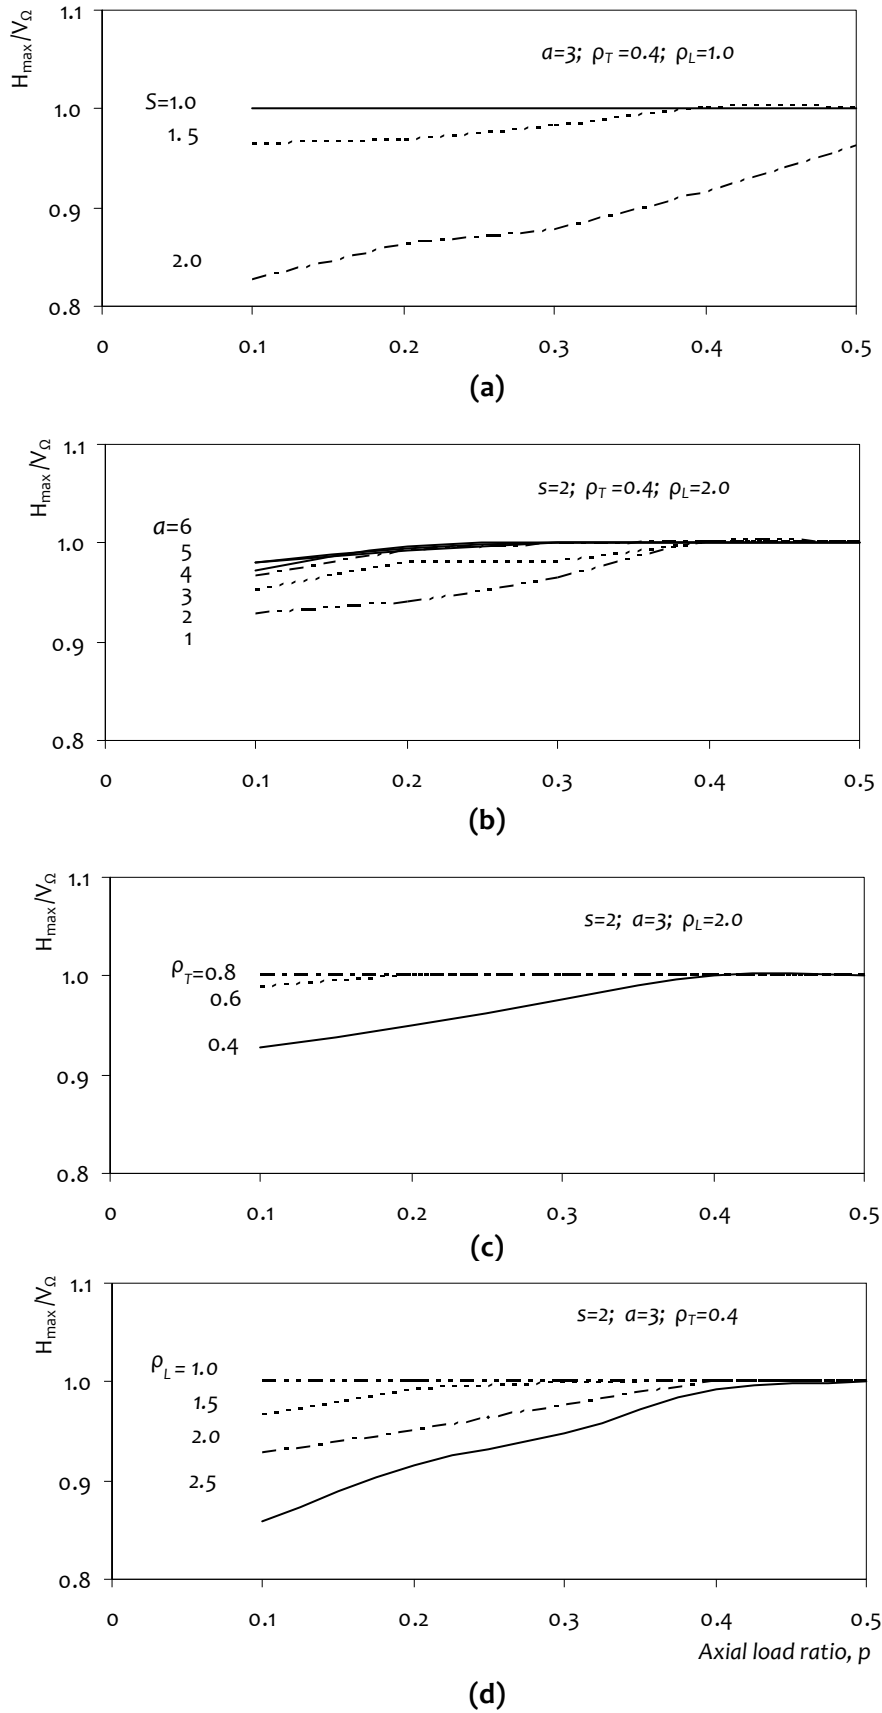 H_max/V_Ω
1.1
a=3; ρ_T =0.4; ρ_L=1.0
1.0
S=1.0
1. 5
0.9
2.0
0.8
0 0.1 0.2 0.3 0.4 0.5
(a)
H_max/V_Ω
1.1
s=2; ρ_T =0.4; ρ_L=2.0
a=6
1.0
5
4
3
2
0.9
1
0.8
0 0.1 0.2 0.3 0.4 0.5
(b)
H_max/V_Ω
1.1
s=2; a=3; ρ_L=2.0
1.0
ρ_T=0.8
0.6
0.4
0.9
0.8
0 0.1 0.2 0.3 0.4 0.5
(c)
H_max/V_Ω
1.1
s=2; a=3; ρ_T=0.4
ρ_L = 1.0
1.0
1.5
2.0
0.9
2.5
0.8
0 0.1 0.2 0.3 0.4 0.5
Axial load ratio, p
(d)